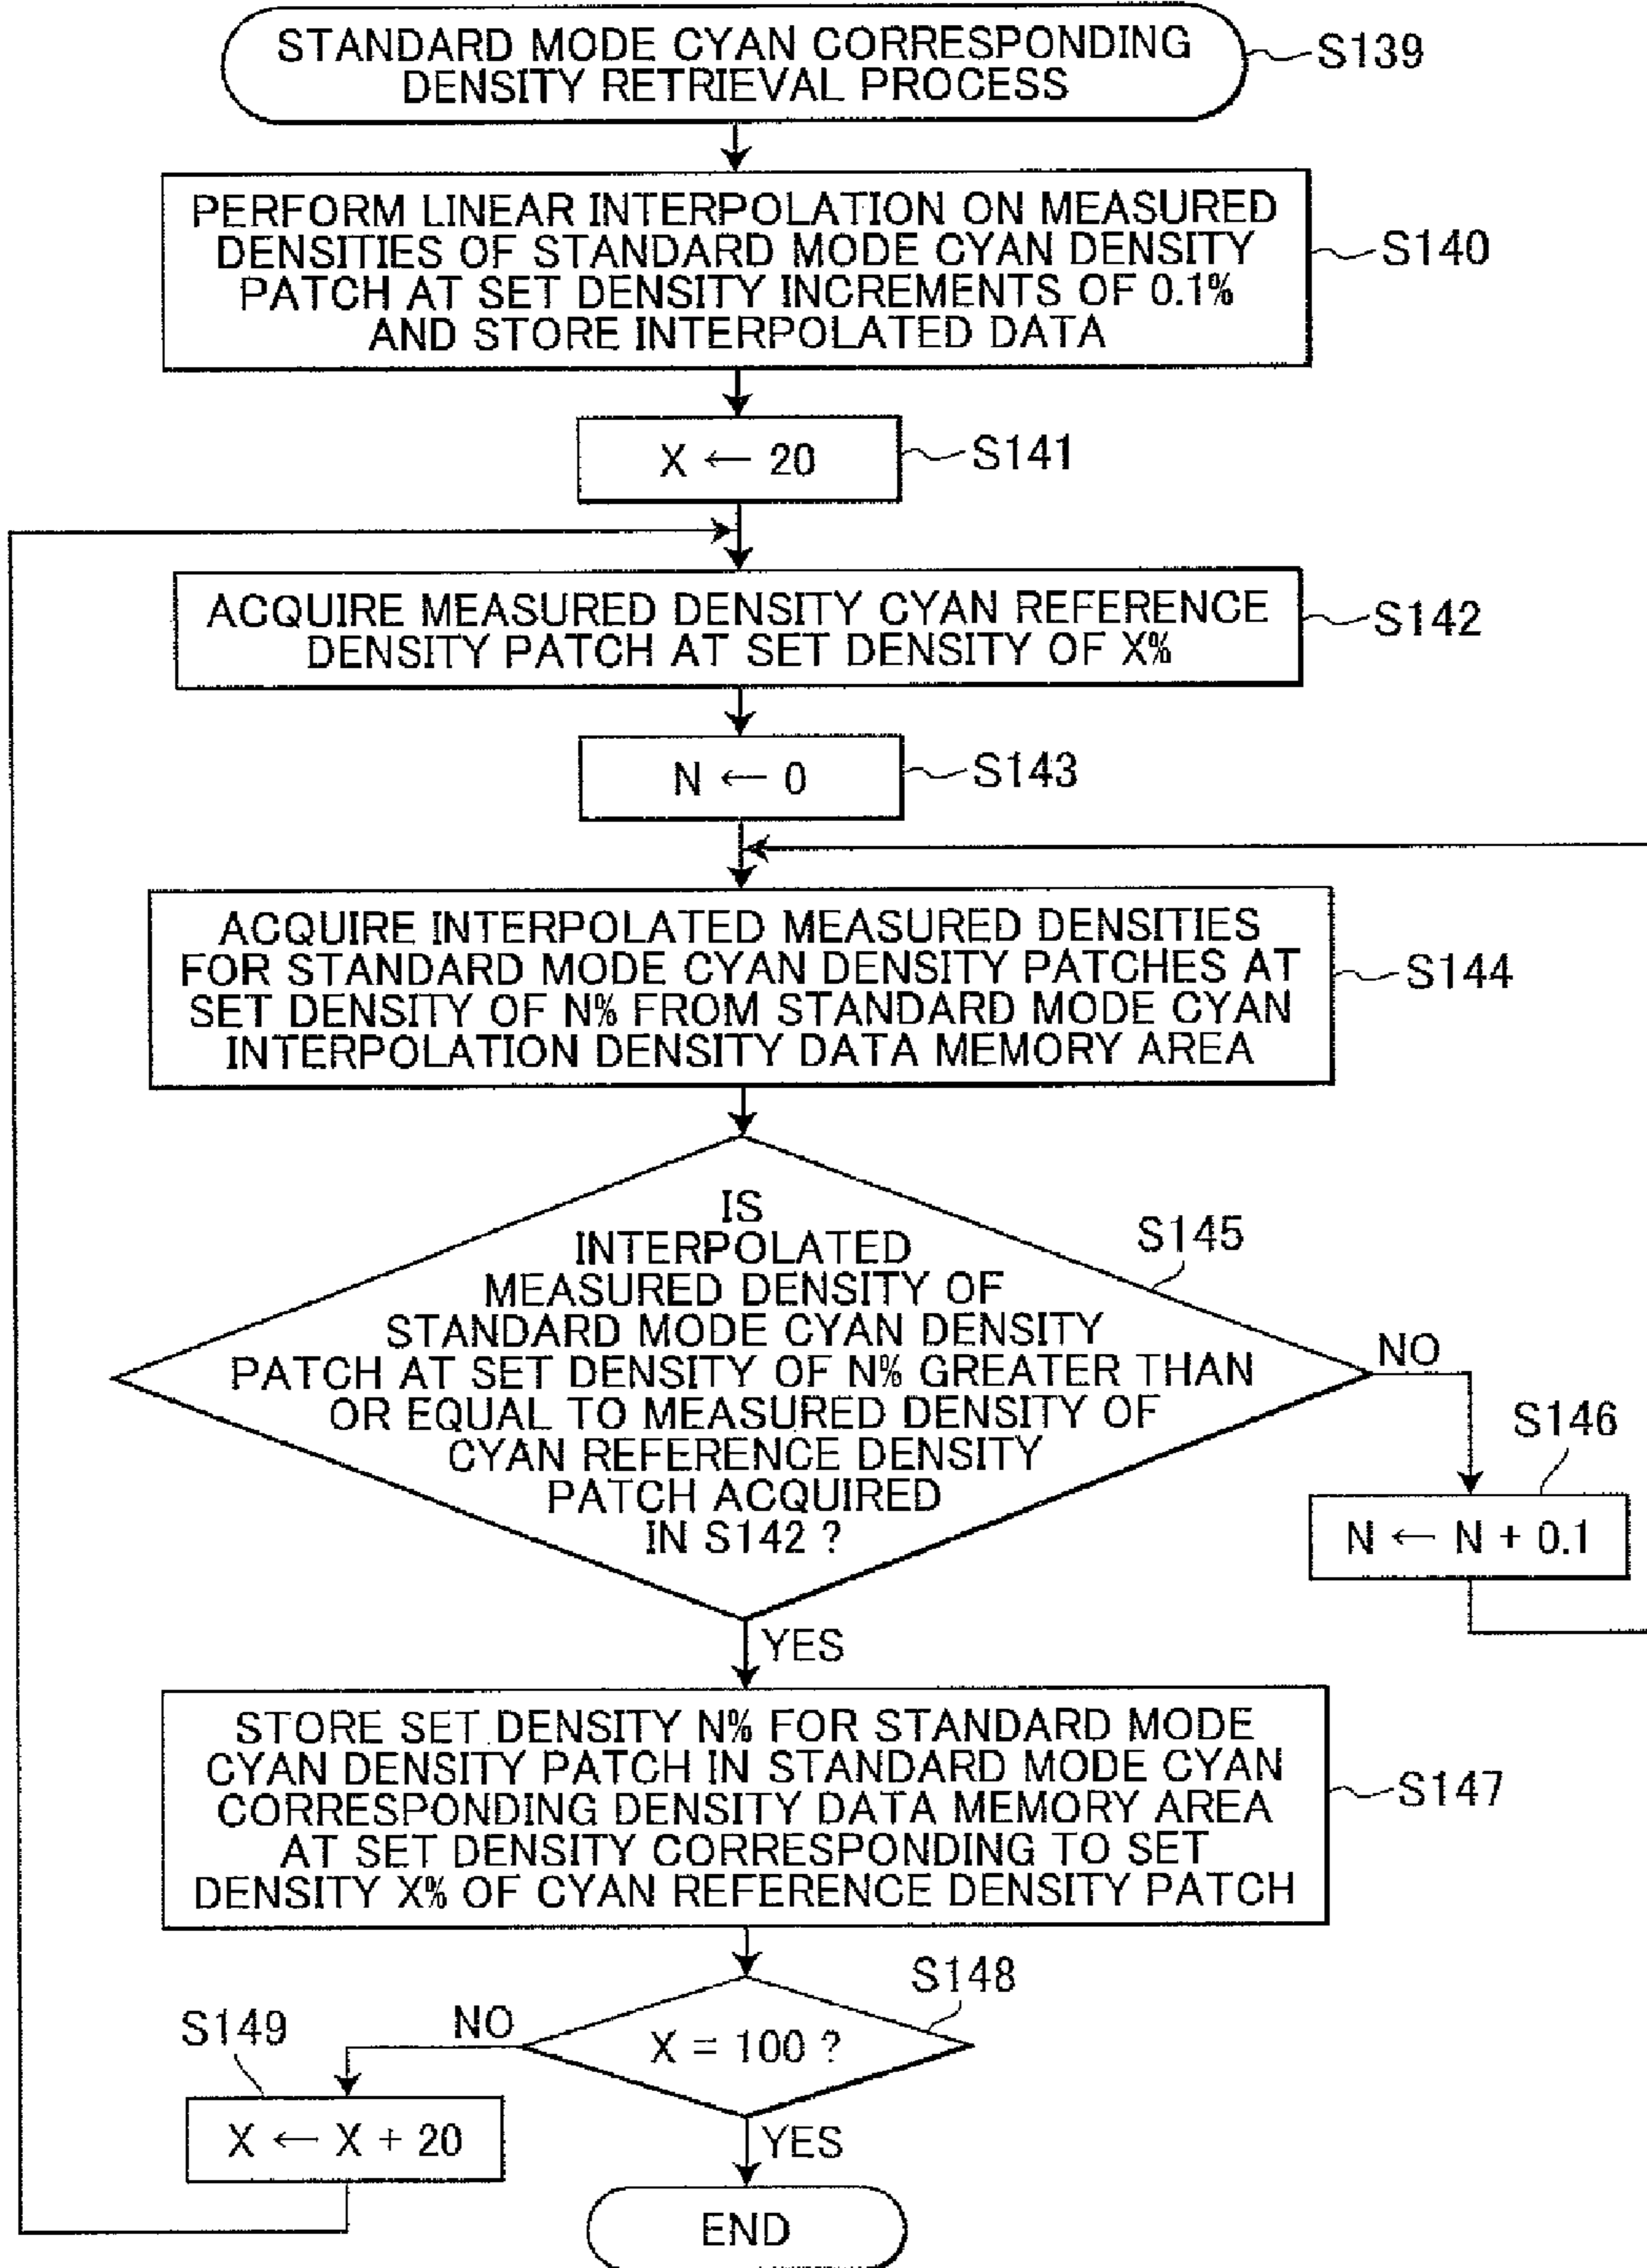 STANDARD MODE CYAN CORRESPONDING
DENSITY RETRIEVAL PROCESS
S139
PERFORM LINEAR INTERPOLATION ON MEASURED
DENSITIES OF STANDARD MODE CYAN DENSITY
PATCH AT SET DENSITY INCREMENTS OF 0.1%
AND STORE INTERPOLATED DATA
S140
X ← 20
S141
ACQUIRE MEASURED DENSITY CYAN REFERENCE
DENSITY PATCH AT SET DENSITY OF X%
S142
N ← 0
S143
ACQUIRE INTERPOLATED MEASURED DENSITIES
FOR STANDARD MODE CYAN DENSITY PATCHES AT
SET DENSITY OF N% FROM STANDARD MODE CYAN
INTERPOLATION DENSITY DATA MEMORY AREA
S144
IS
INTERPOLATED
MEASURED DENSITY OF
STANDARD MODE CYAN DENSITY
PATCH AT SET DENSITY OF N% GREATER THAN
OR EQUAL TO MEASURED DENSITY OF
CYAN REFERENCE DENSITY
PATCH ACQUIRED
IN S142 ?
S145
NO
S146
N ← N + 0.1
YES
STORE SET DENSITY N% FOR STANDARD MODE
CYAN DENSITY PATCH IN STANDARD MODE CYAN
CORRESPONDING DENSITY DATA MEMORY AREA
AT SET DENSITY CORRESPONDING TO SET
DENSITY X% OF CYAN REFERENCE DENSITY PATCH
S147
S148
X = 100 ?
NO
S149
X ← X + 20
YES
END